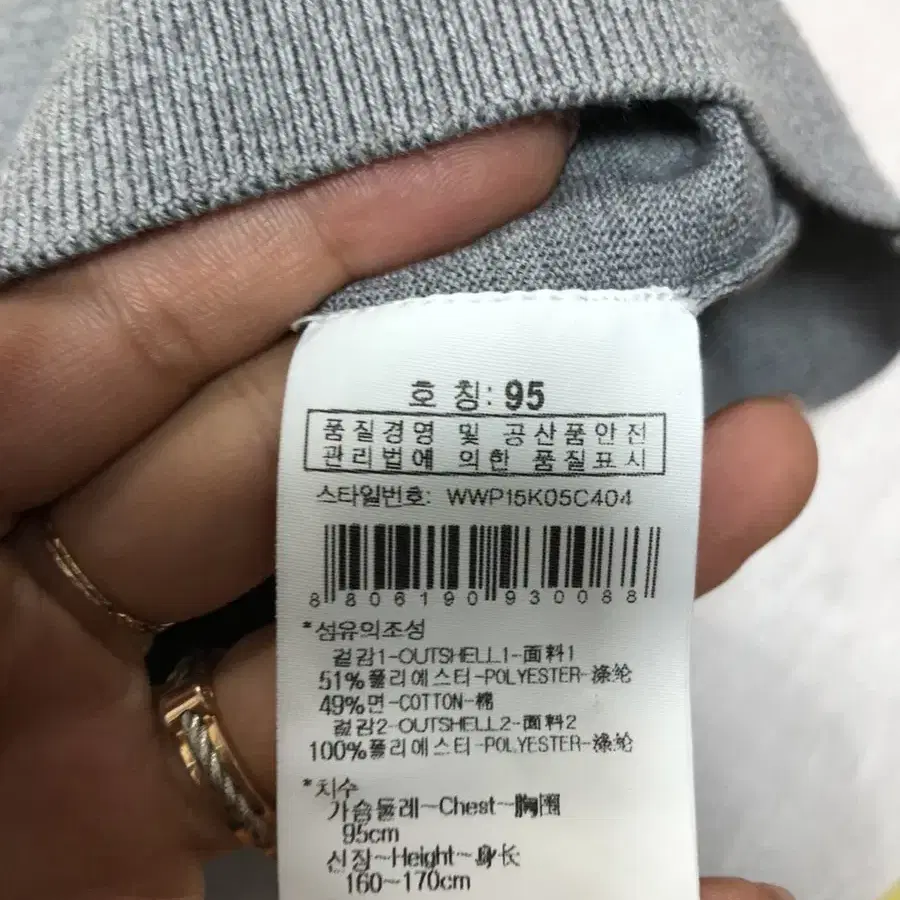 호 칭: 95
품질경영 및 공산품안전
관리법에 의한 품질표시
스타일번호: WWP15K05C404
8 806190 930088
*섬유의조성
겉감1-OUTSHELL1-面料1
51%폴리에스터-POLYESTER-涤纶
49%면-COTTON-棉
겉감2-OUTSHELL2-面料2
100%폴리에스터-POLYESTER-涤纶
*치수
가슴둘레~Chest~胸围
95cm
신장~Height~身长
160~170cm